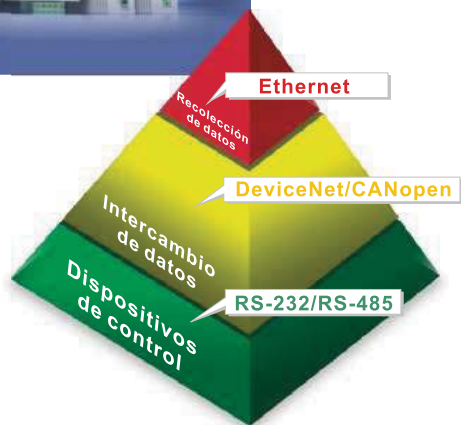 Ethernet
Recolección
de datos
DeviceNet/CANopen
Intercambio
de datos
RS-232/RS-485
Dispositivos
de control